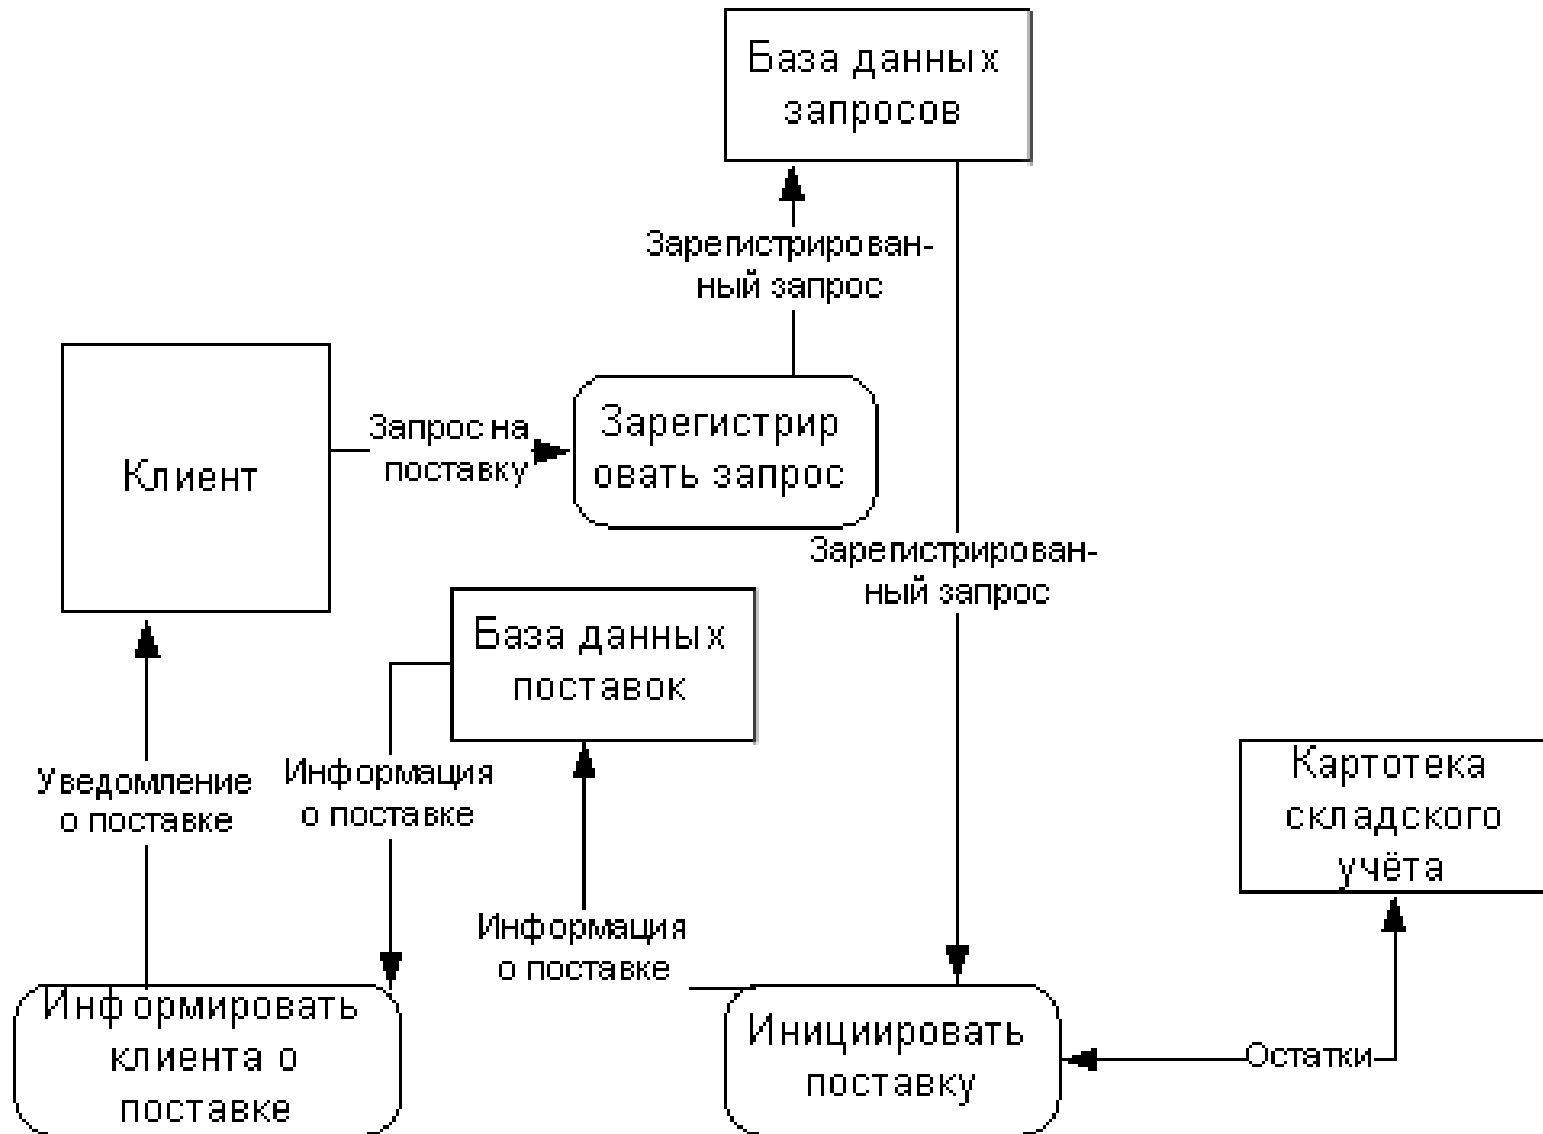 База данных
запросов
Зарегистрирован-
ный запрос
Клиент
Запрос на
поставку
Зарегистрир
овать запрос
Зарегистрирован-
ный запрос
База данных
поставок
Уведомление
о поставке
Информация
о поставке
Картотека
складского
учёта
Информация
о поставке
Информировать
клиента о
поставке
Инициировать
поставку
Остатки